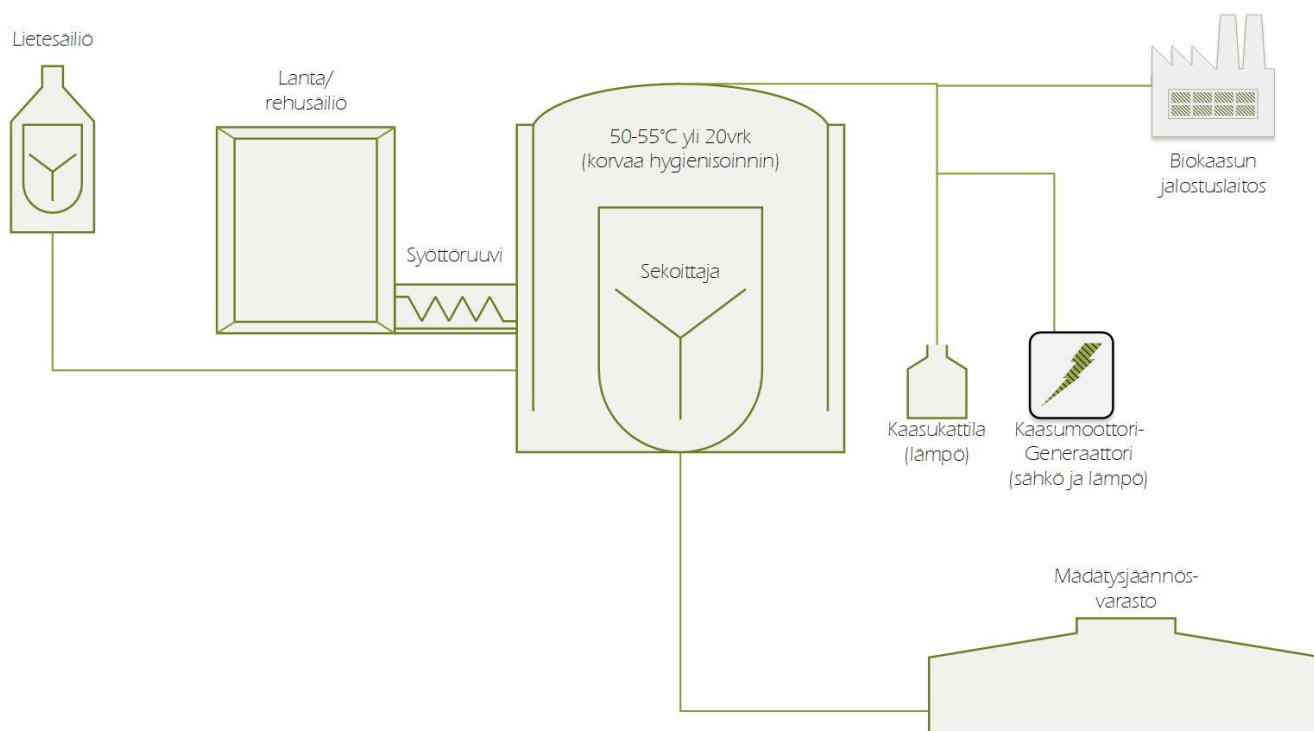 Lietesäiliö
Lanta/
rehusäiliö
Syöttöruuvi
50-55°C yli 20vrk
(korvaa hygienisoinnin)
Sekoittaja
Biokaasun
jalostuslaitos
Kaasukattila
(lämpö)
Kaasumoottori-
Generaattori
(sähkö ja lämpö)
Mädätysjäännös-
varasto